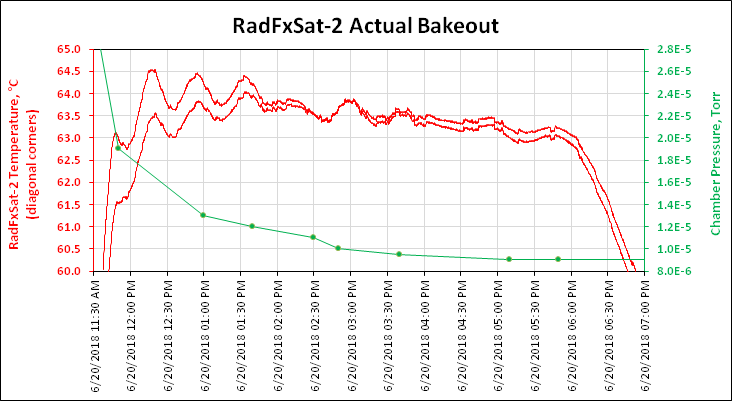 RadFxSat-2 Actual Bakeout
RadFxSat-2 Temperature, °C
(diagonal corners)
65.0
64.5
64.0
63.5
63.0
62.5
62.0
61.5
61.0
60.5
60.0
2.8E-5
2.6E-5
2.4E-5
2.2E-5
2.0E-5
1.8E-5
1.6E-5
1.4E-5
1.2E-5
1.0E-5
8.0E-6
Chamber Pressure, Torr
6/20/2018 11:30 AM
6/20/2018 12:00 PM
6/20/2018 12:30 PM
6/20/2018 01:00 PM
6/20/2018 01:30 PM
6/20/2018 02:00 PM
6/20/2018 02:30 PM
6/20/2018 03:00 PM
6/20/2018 03:30 PM
6/20/2018 04:00 PM
6/20/2018 04:30 PM
6/20/2018 05:00 PM
6/20/2018 05:30 PM
6/20/2018 06:00 PM
6/20/2018 06:30 PM
6/20/2018 07:00 PM